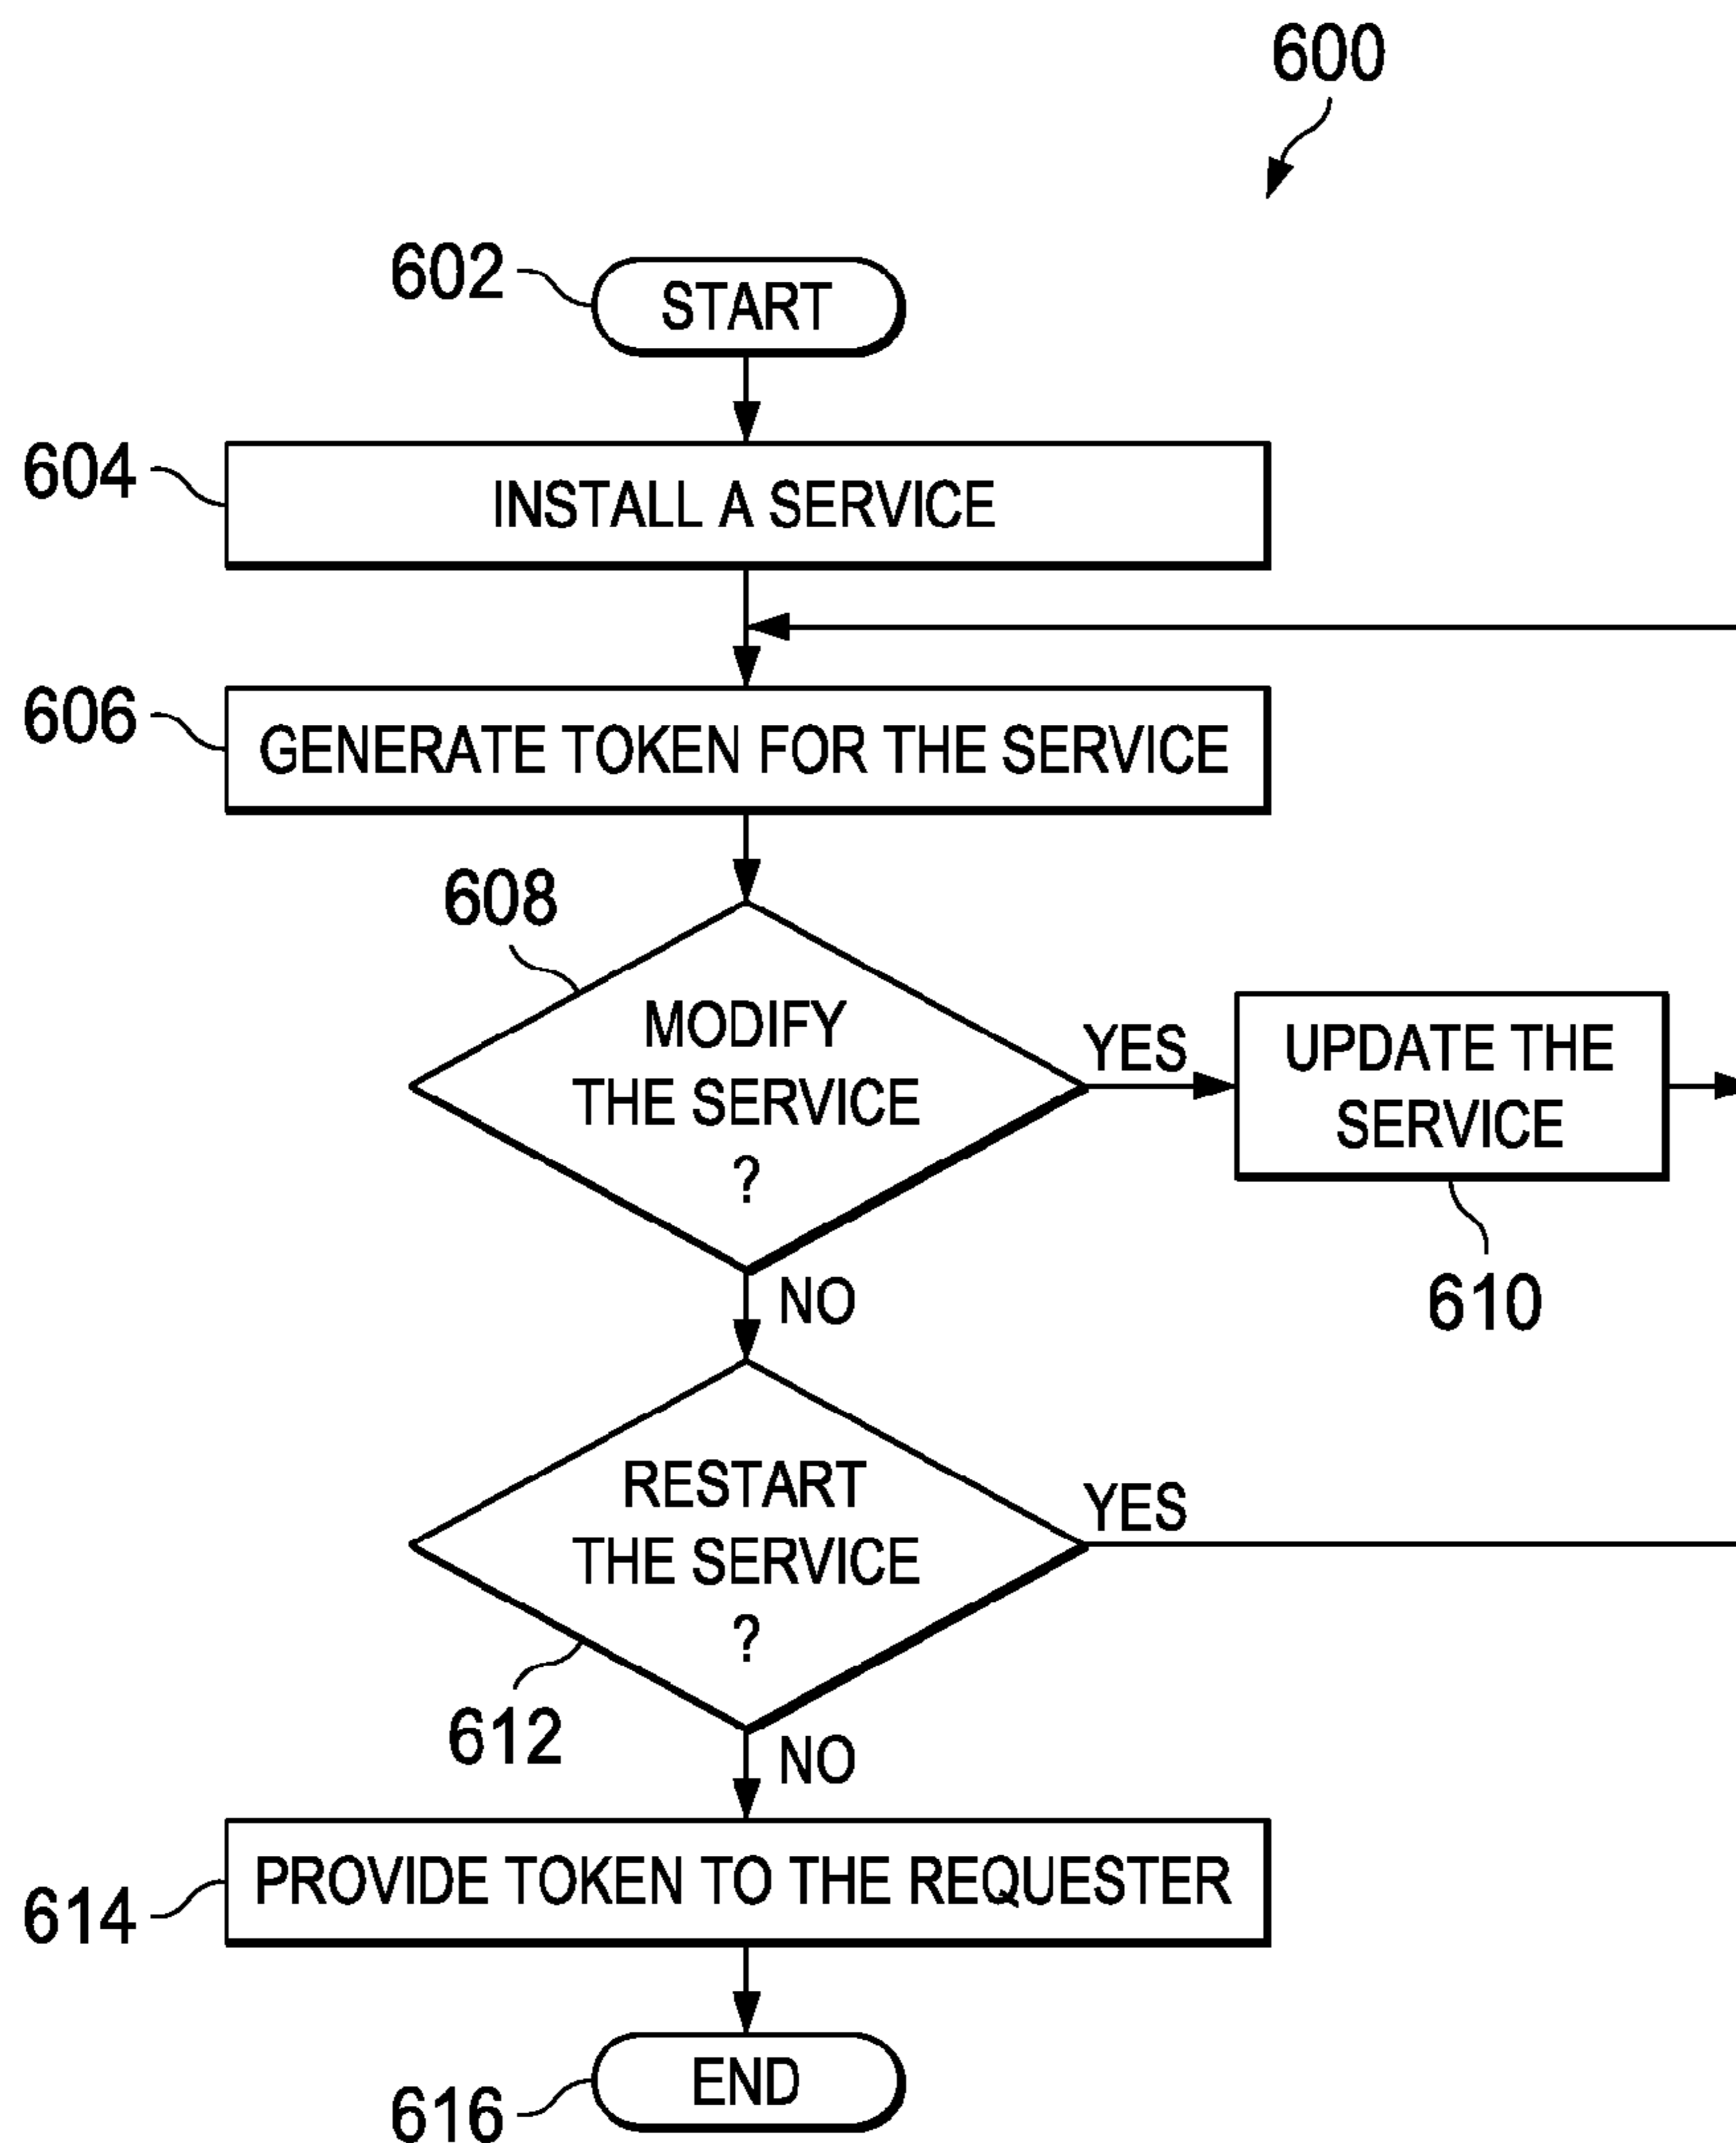 600
602
START
604
INSTALL A SERVICE
606
GENERATE TOKEN FOR THE SERVICE
608
MODIFY
THE SERVICE
?
YES
UPDATE THE
SERVICE
610
NO
RESTART
THE SERVICE
?
YES
612
NO
614
PROVIDE TOKEN TO THE REQUESTER
616
END